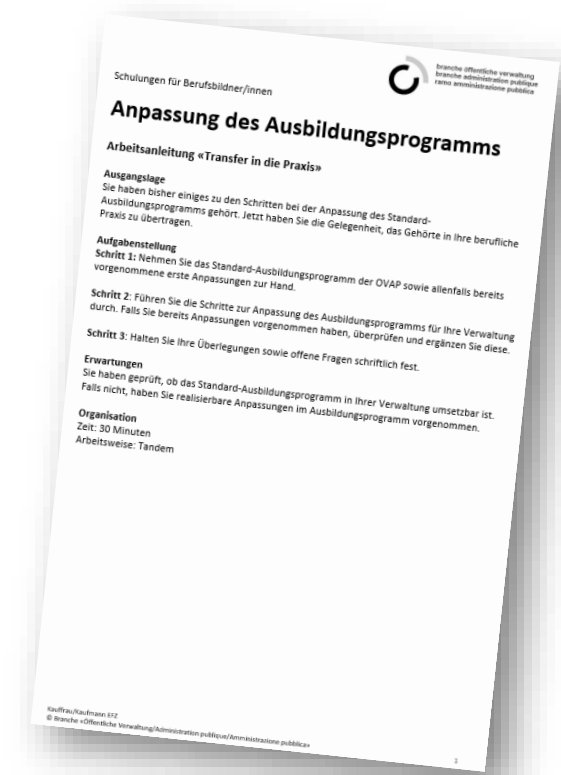 branche öffentliche verwaltung
branche administration publique
ramo amministrazione pubblica
Schulungen für Berufsbildner/innen
Anpassung des Ausbildungsprogramms
Arbeitsanleitung «Transfer in die Praxis»
Ausgangslage
Sie haben bisher einiges zu den Schritten bei der Anpassung des Standard-
Ausbildungsprogramms gehört. Jetzt haben Sie die Gelegenheit, das Gehörte in Ihre berufliche
Praxis zu übertragen.
Aufgabenstellung
Schritt 1: Nehmen Sie das Standard-Ausbildungsprogramm der OVAP sowie allenfalls bereits
vorgenommene erste Anpassungen zur Hand.
Schritt 2: Führen Sie die Schritte zur Anpassung des Ausbildungsprogramms für Ihre Verwaltung
durch. Falls Sie bereits Anpassungen vorgenommen haben, überprüfen und ergänzen Sie diese.
Schritt 3: Halten Sie Ihre Überlegungen sowie offene Fragen schriftlich fest.
Erwartungen
Sie haben geprüft, ob das Standard-Ausbildungsprogramm in Ihrer Verwaltung umsetzbar ist.
Falls nicht, haben Sie realisierbare Anpassungen im Ausbildungsprogramm vorgenommen.
Organisation
Zeit: 30 Minuten
Arbeitsweise: Tandem
Kauffrau/Kaufmann EFZ
© Branche «Öffentliche Verwaltung/Administration publique/Amministrazione pubblica»
1